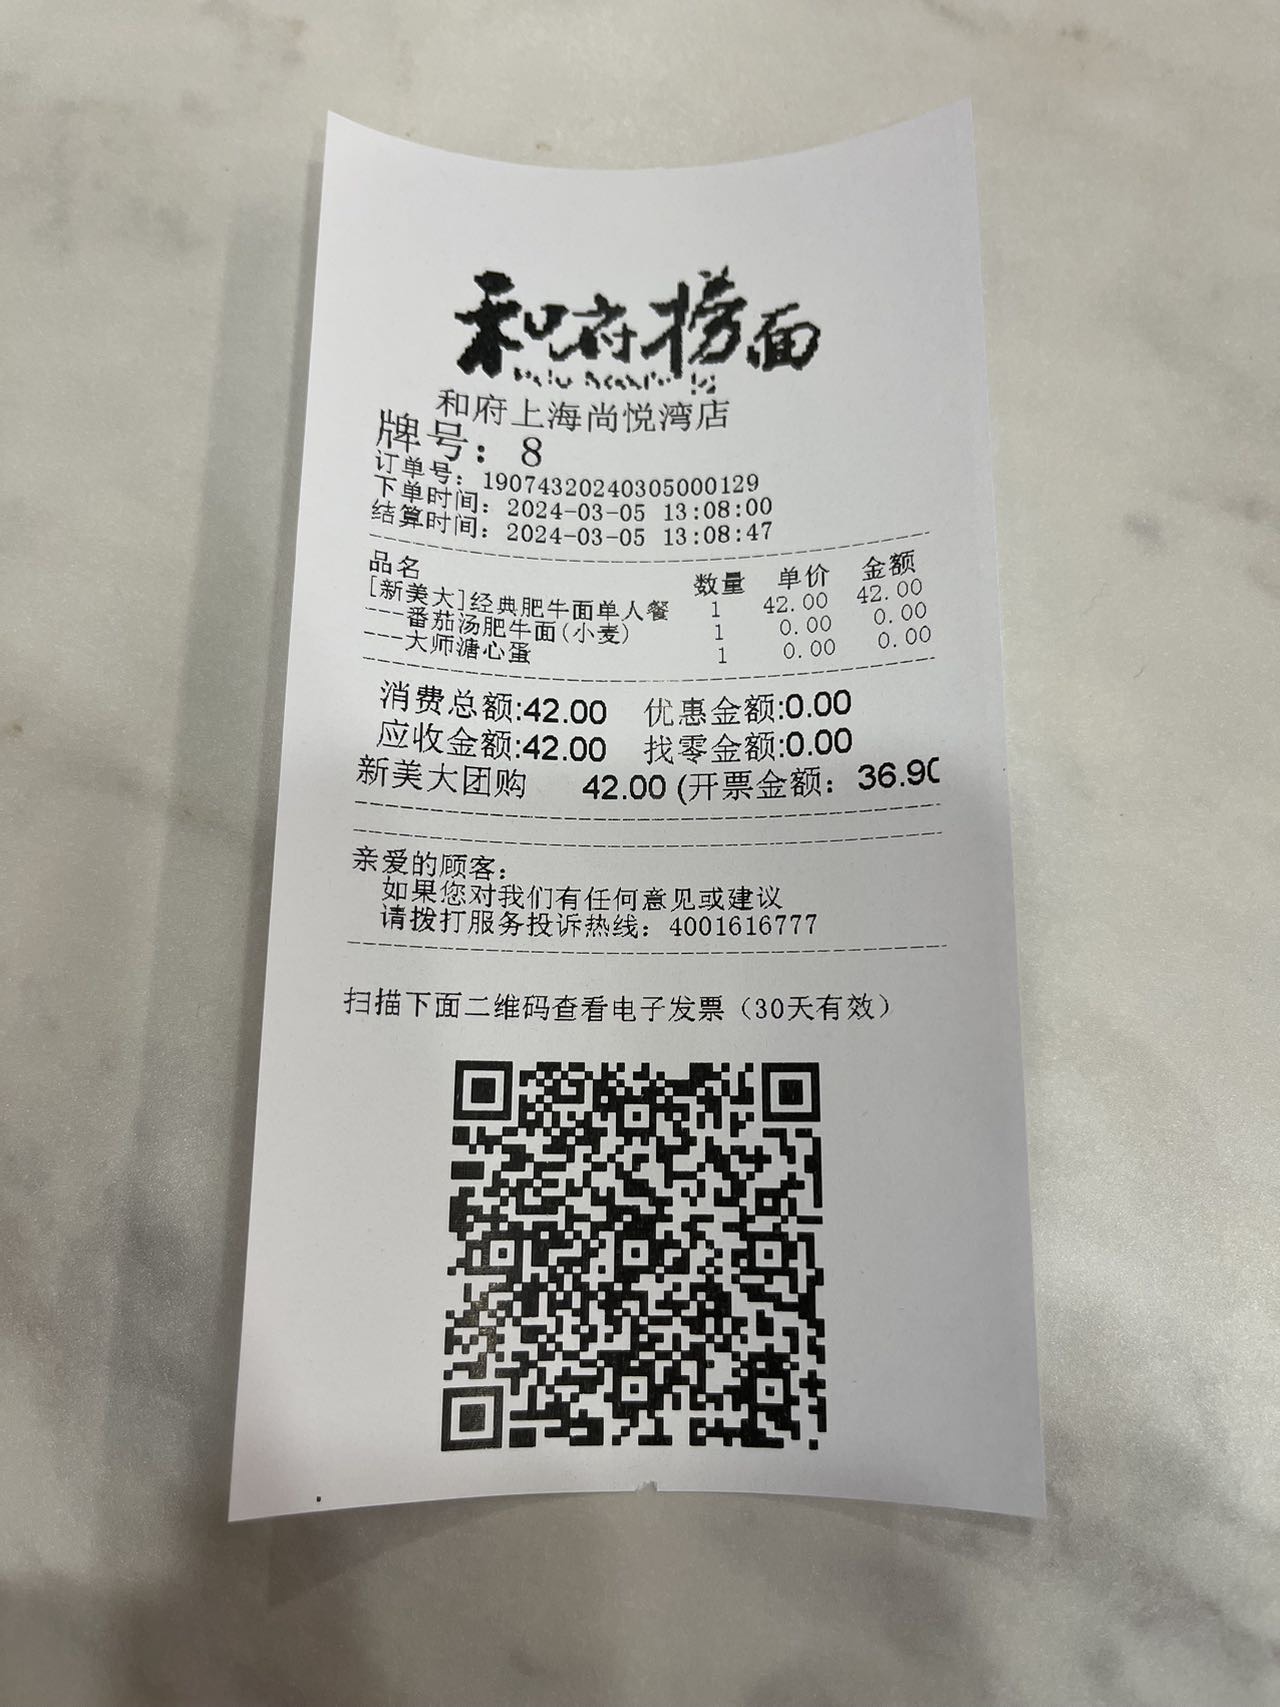 和府捞面
和府上海尚悦湾店
牌号：8
订单号：19074320240305000129
下单时间：2024-03-05 13:08:00
结算时间：2024-03-05 13:08:47
品名 数量 单价 金额
[新美大]经典肥牛面单人餐 1 42.00 42.00
---番茄汤肥牛面(小麦) 1 0.00 0.00
---大师溏心蛋 1 0.00 0.00
消费总额:42.00 优惠金额:0.00
应收金额:42.00 找零金额:0.00
新美大团购 42.00 (开票金额：36.90
亲爱的顾客：
如果您对我们有任何意见或建议
请拨打服务投诉热线：4001616777
扫描下面二维码查看电子发票（30天有效）